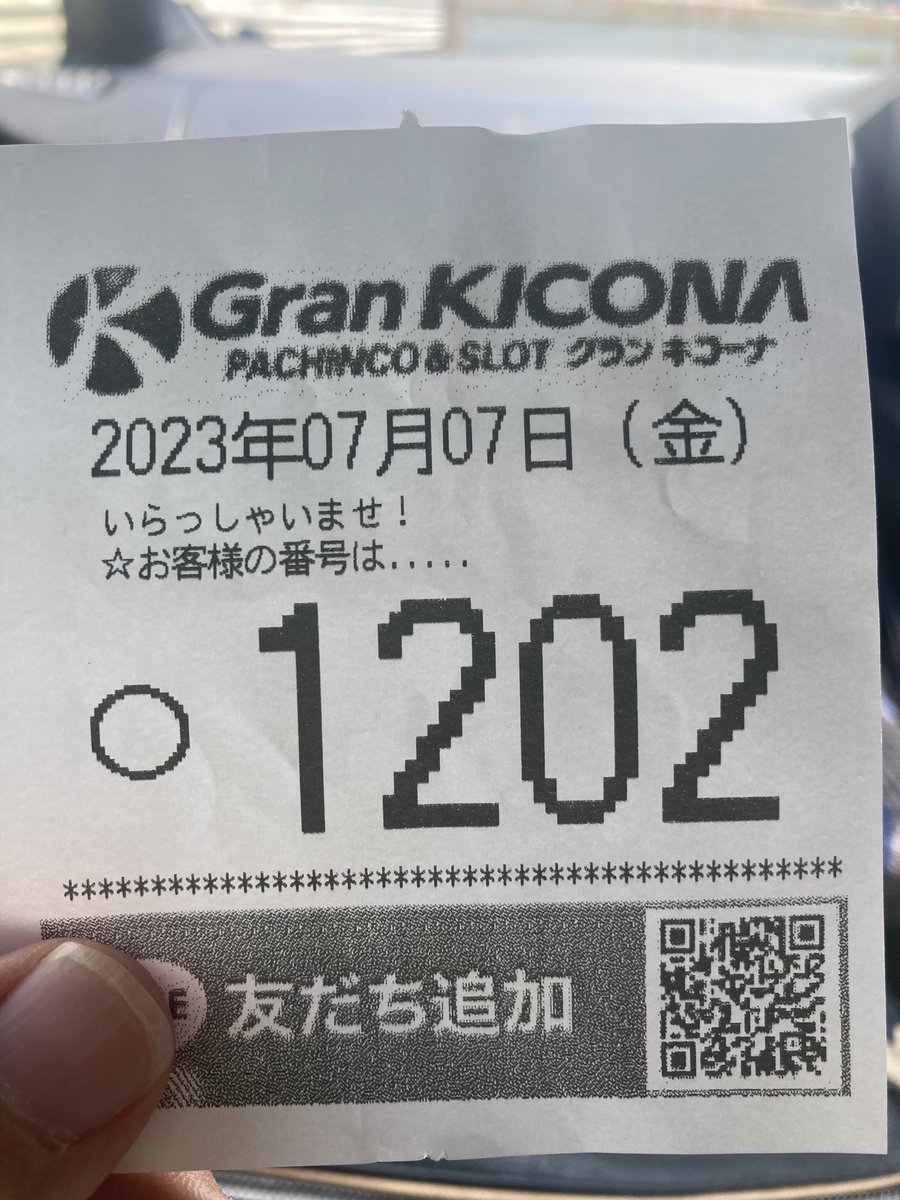 Gran KICONA
PACHINCO & SLOT グランキコーナ
2023年07月07日（金）
いらっしゃいませ！
☆お客様の番号は.....
○ 1202
********************************************
友だち追加